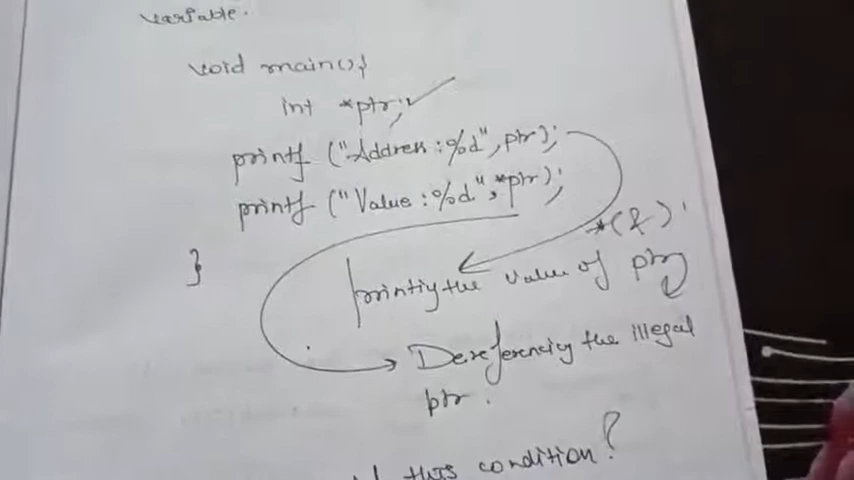 variable.
void main(){
int *ptr;
printf ("Address :%d", ptr);
printf ("Value :%d", *ptr);
*(&)
}
printing the value of ptr
Dereferencing the illegal
ptr.
this condition?